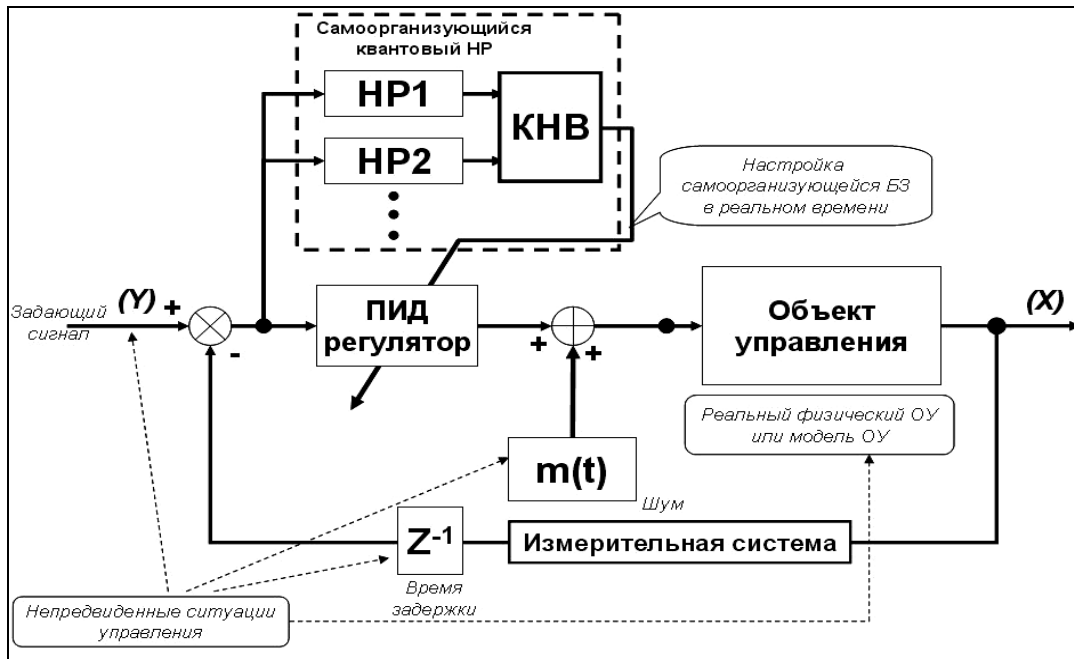 Самоорганизующийся
квантовый НР
НР1
КНВ
НР2
Настройка
самоорганизующейся БЗ
в реальном времени
Задающий
сигнал
(Y)
+
-
ПИД
регулятор
+
+
Объект
управления
(X)
Реальный физический ОУ
или модель ОУ
m(t)
Шум
Z-1
Измерительная система
Время
задержки
Непредвиденные ситуации
управления